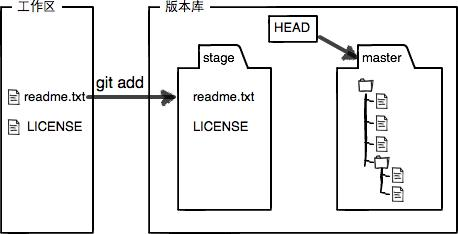 工作区
版本库
HEAD
stage
master
readme.txt
git add
readme.txt
LICENSE
LICENSE